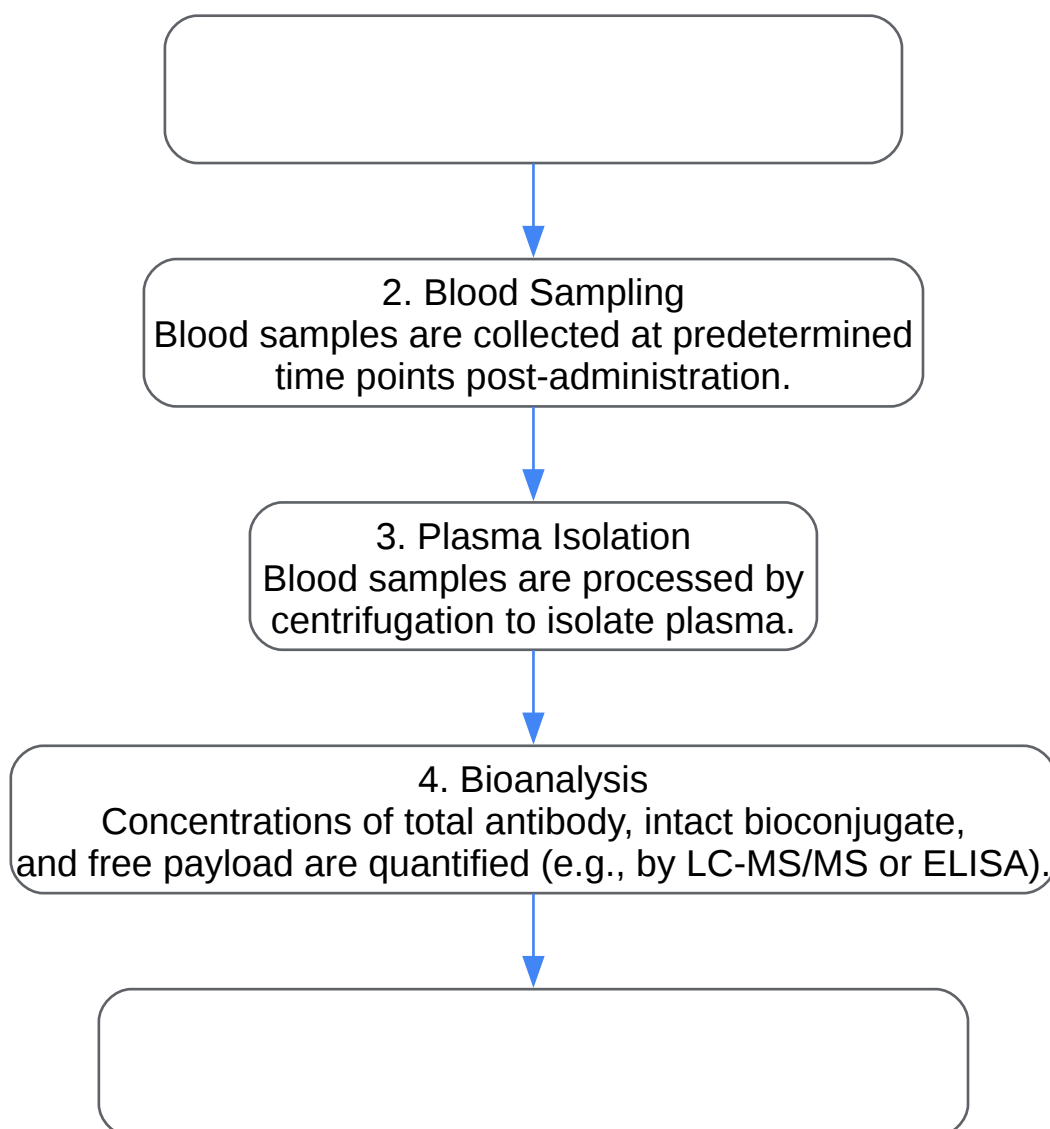 2. Blood Sampling
Blood samples are collected at predetermined
time points post-administration.
3. Plasma Isolation
Blood samples are processed by
centrifugation to isolate plasma.
4. Bioanalysis
Concentrations of total antibody, intact bioconjugate,
and free payload are quantified (e.g., by LC-MS/MS or ELISA).